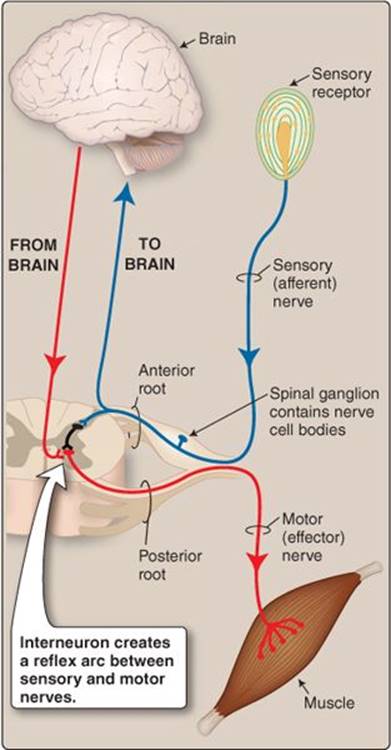 Brain
Sensory
receptor
FROM
BRAIN
TO
BRAIN
Sensory
(afferent)
nerve
Anterior
root
Spinal ganglion
contains nerve
cell bodies
Motor
(effector)
nerve
Posterior
root
Interneuron creates
a reflex arc between
sensory and motor
nerves.
Muscle